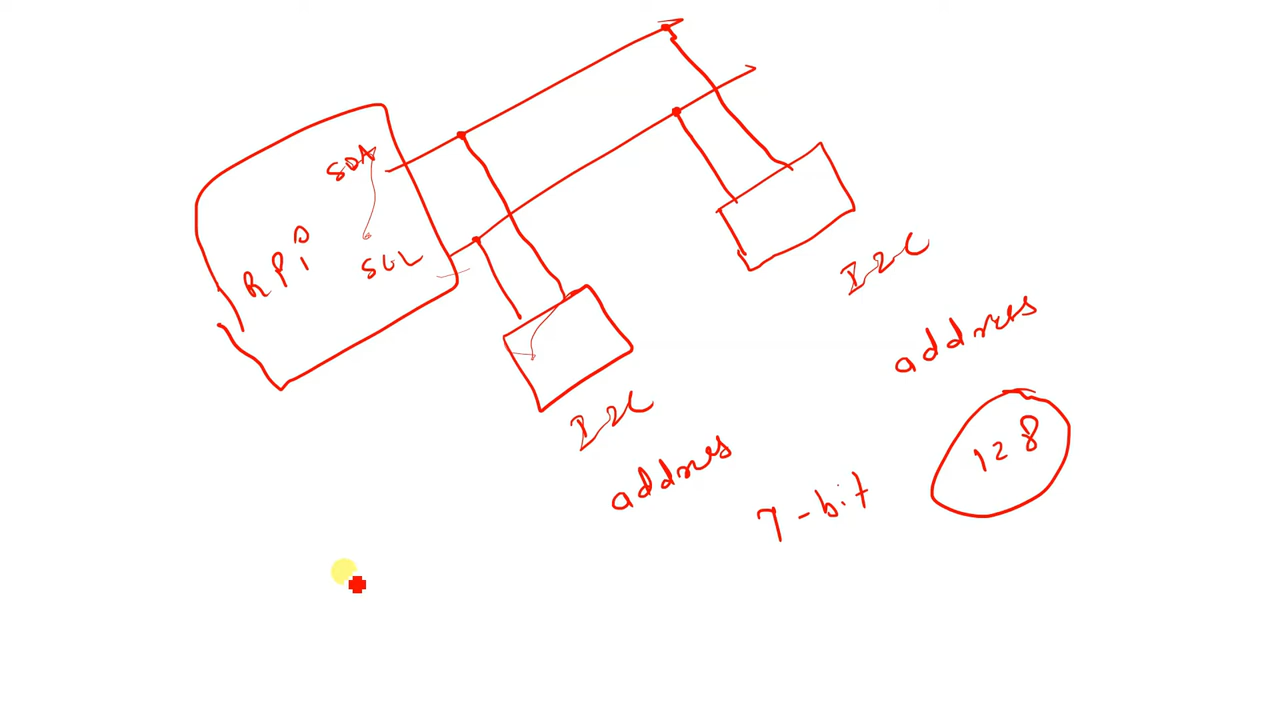 SDA
RPi
SCL
I2C
address
I2C
address
7-bit
128